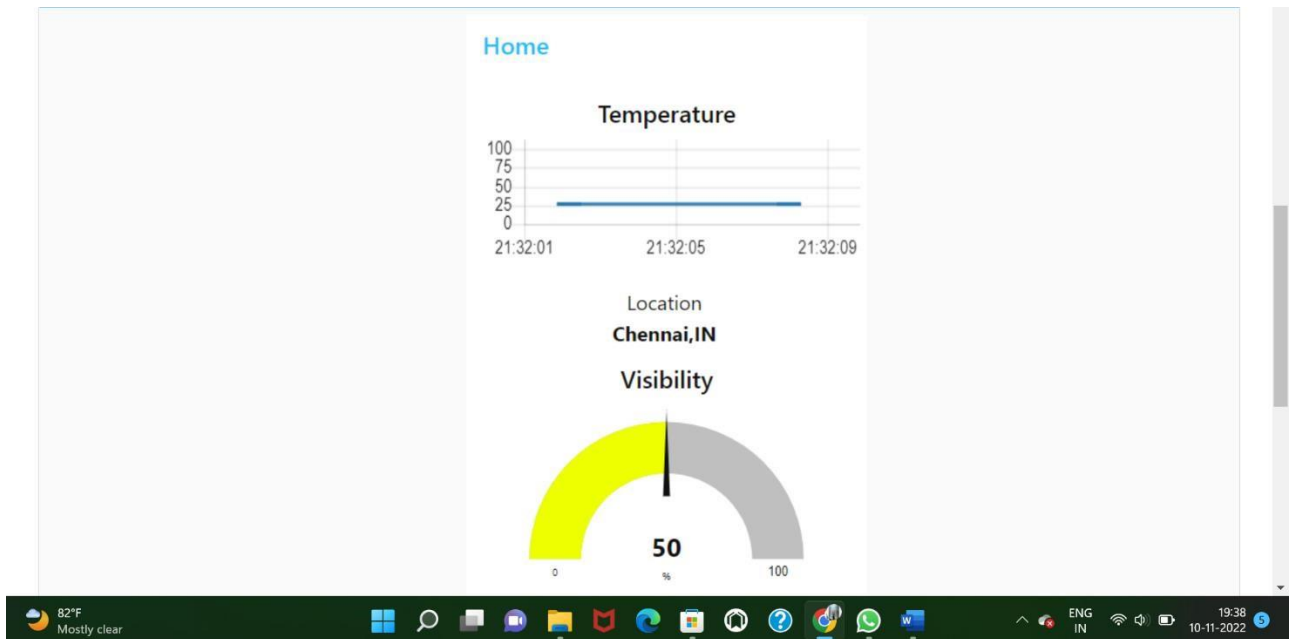 Home
Temperature
100
75
50
25
0
21:32:01 21:32:05 21:32:09
Location
Chennai,IN
Visibility
50
0 % 100
82°F
Mostly clear
ENG
IN
19:38
10-11-2022
5